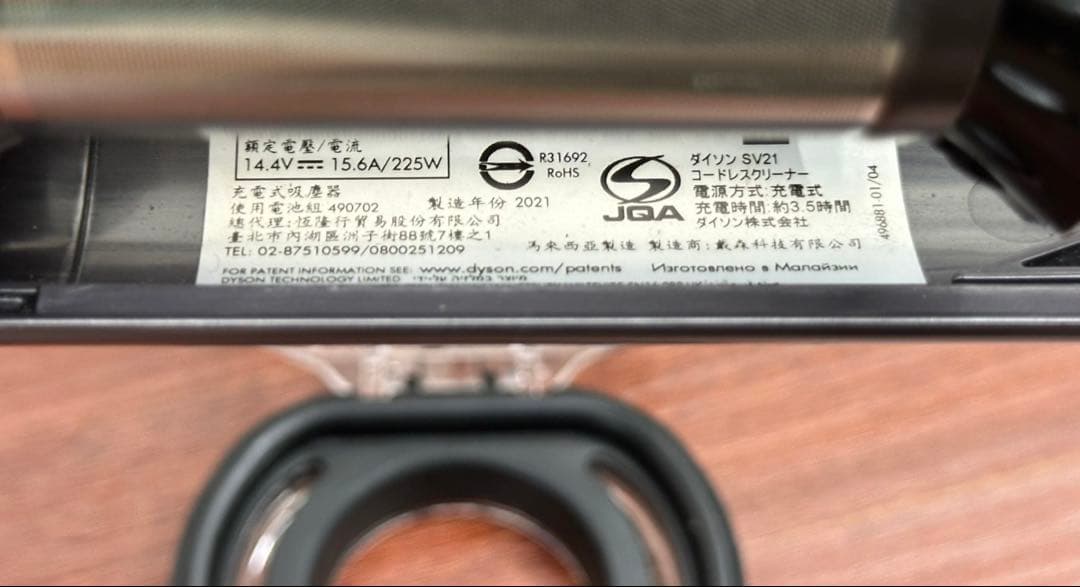 額定電壓/電流
14.4V⎓ 15.6A/225W
R31692,
RoHS
充電式吸塵器
使用電池組 490702
製造年份 2021
總代理:恆隆行貿易股份有限公司
臺北市內湖區洲子街88號7樓之1
TEL: 02-87510599/0800251209
JQA
ダイソン SV21
コードレスクリーナー
電源方式:充電式
充電時間:約3.5時間
ダイソン株式会社
馬來西亞製造 製造商:戴森科技有限公司
496881-01/04
FOR PATENT INFORMATION SEE: www.dyson.com/patents
Изготовлено в Малайзии
DYSON TECHNOLOGY LIMITED